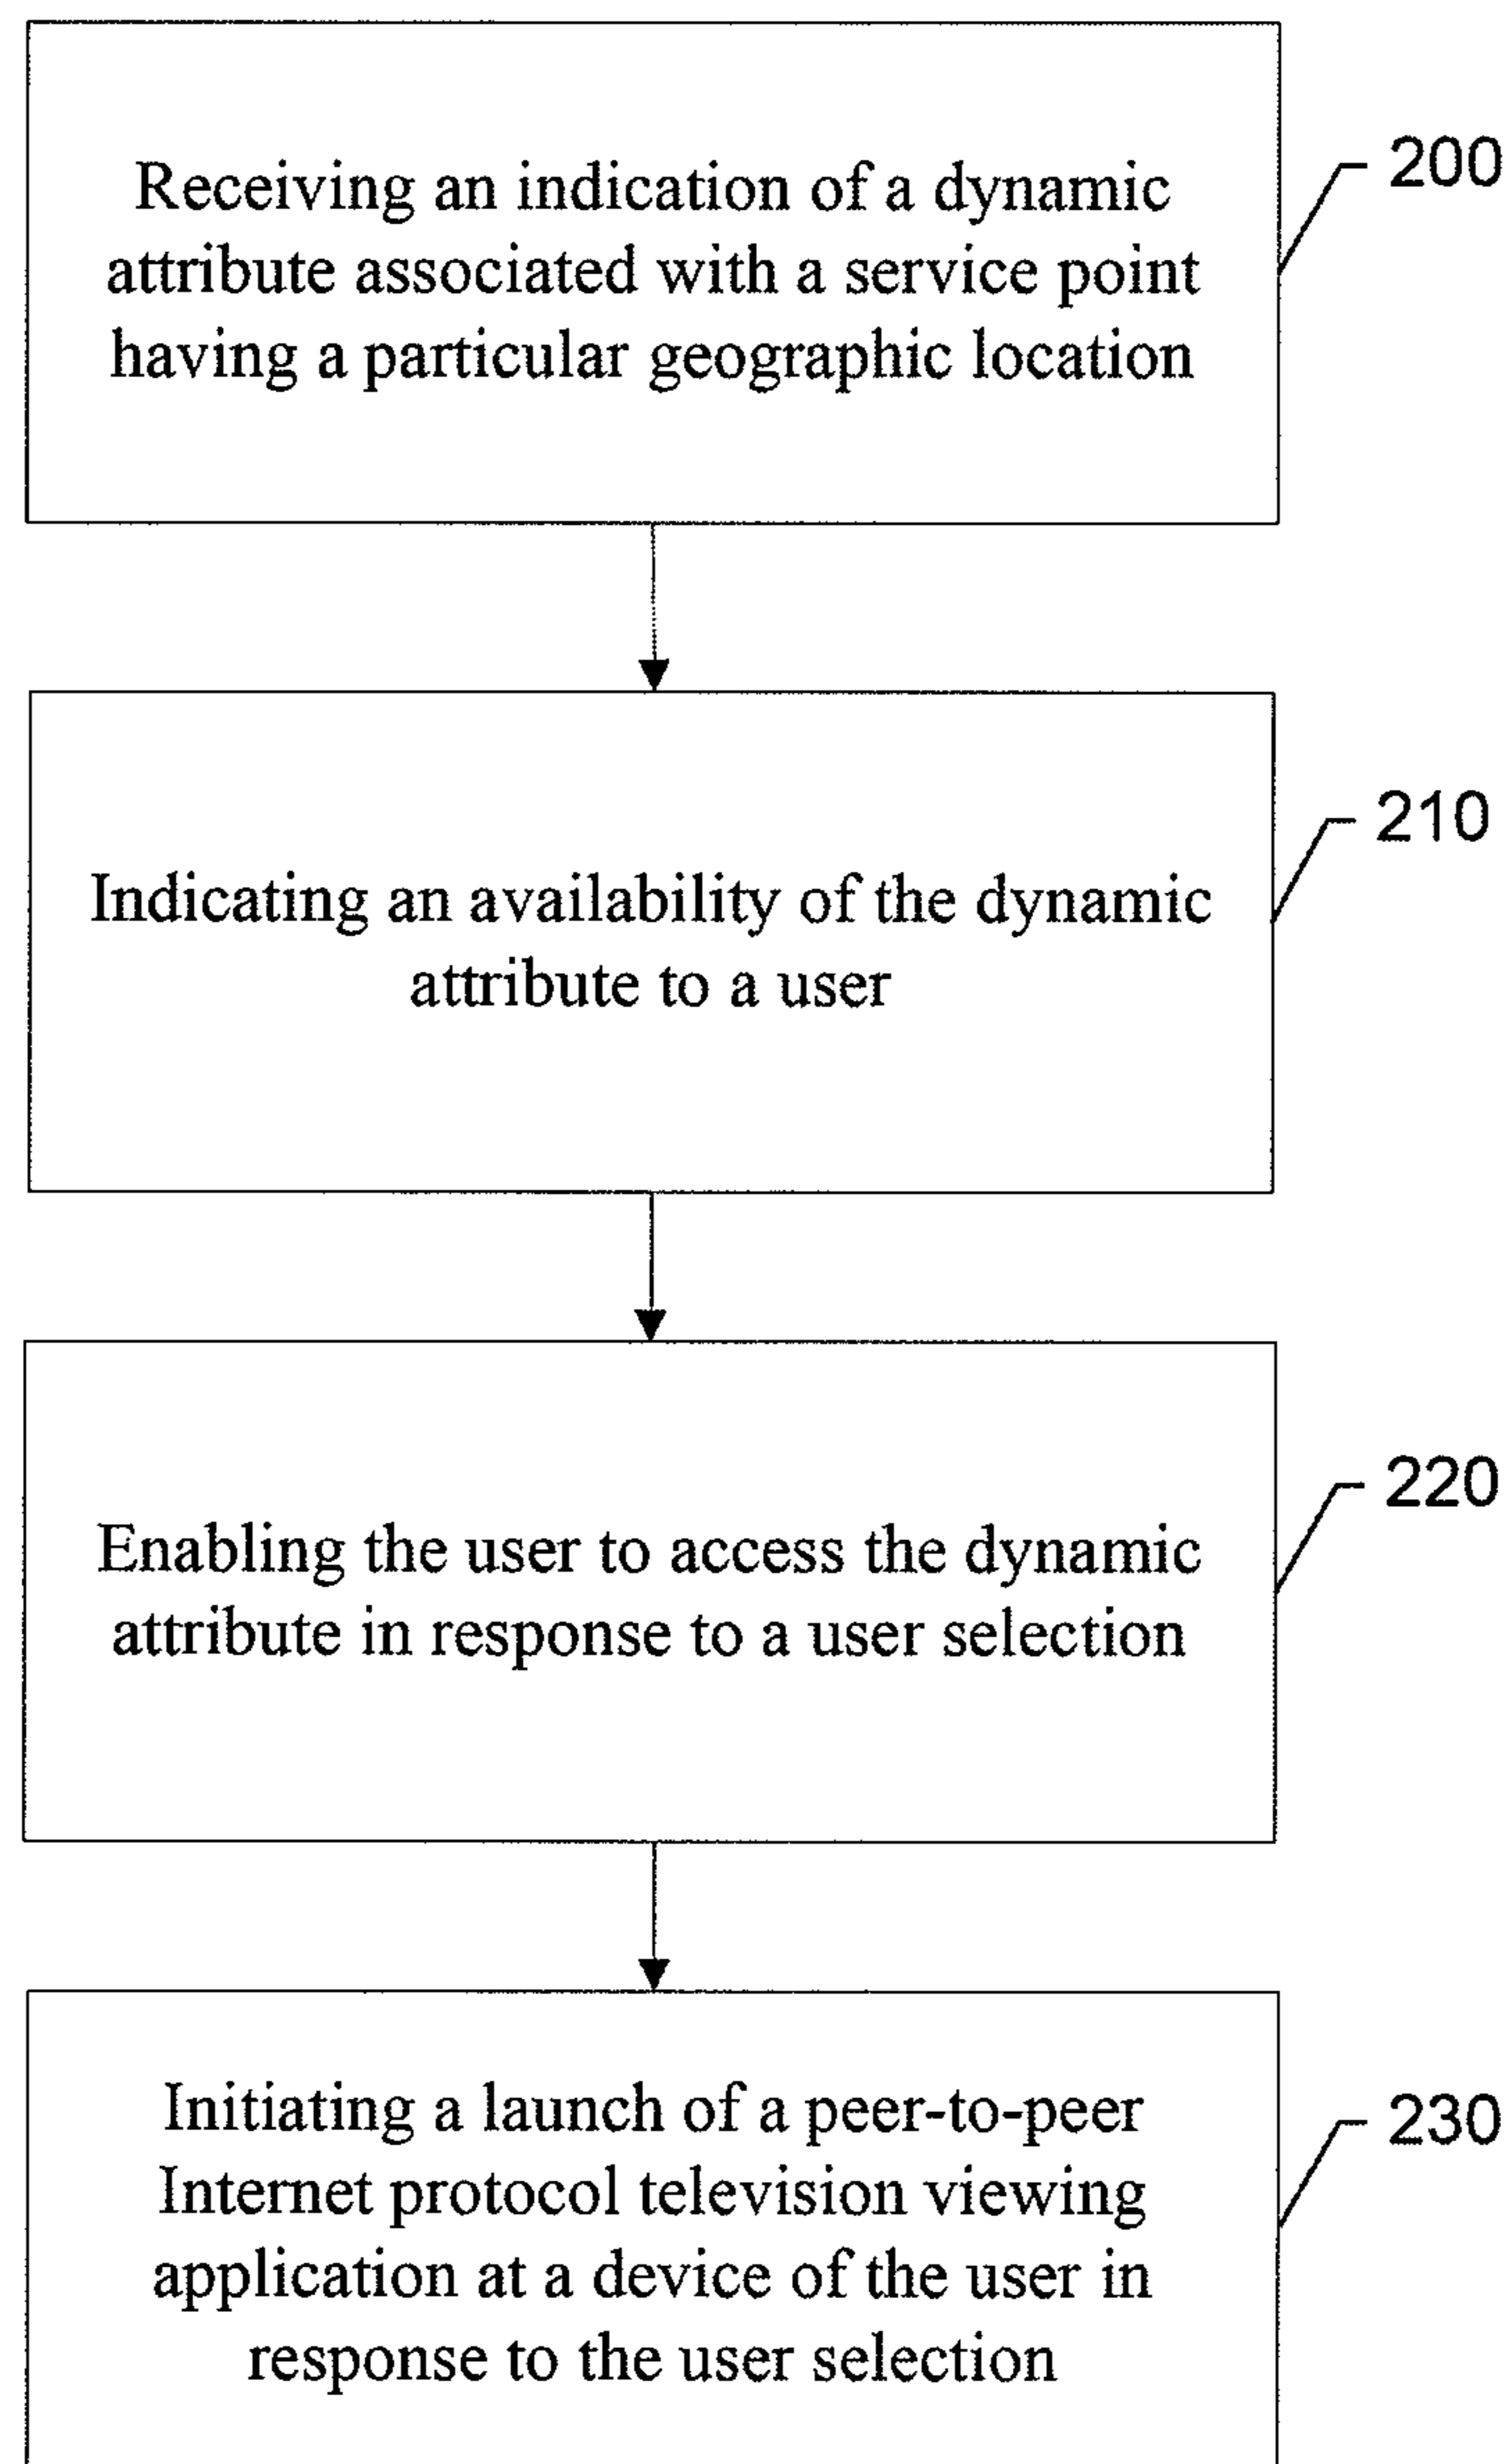 Receiving an indication of a dynamic
attribute associated with a service point
having a particular geographic location
200
Indicating an availability of the dynamic
attribute to a user
210
Enabling the user to access the dynamic
attribute in response to a user selection
220
Initiating a launch of a peer-to-peer
Internet protocol television viewing
application at a device of the user in
response to the user selection
230